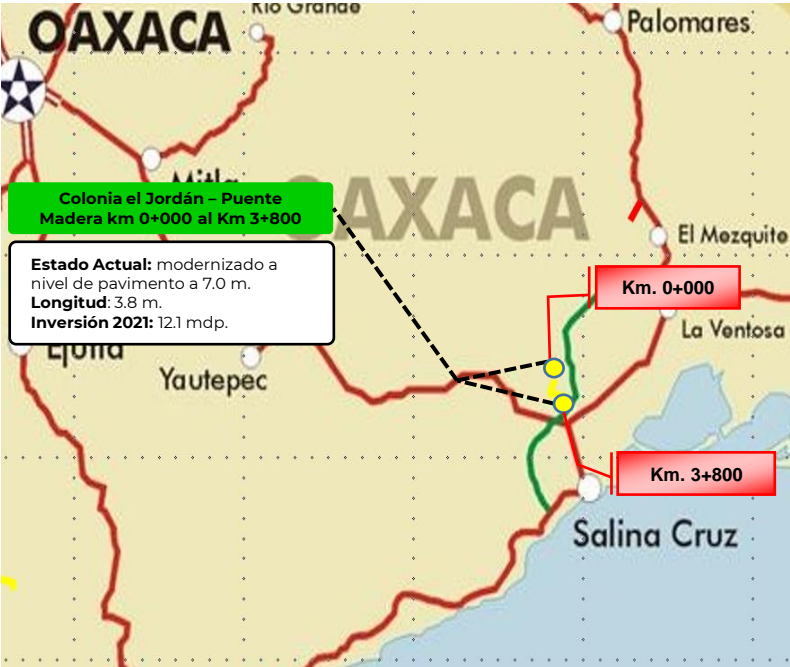 Río Grande
OAXACA
Palomares
Mitla
OAXACA
Colonia el Jordán – Puente
Madera km 0+000 al Km 3+800
El Mezquite
Estado Actual: modernizado a
nivel de pavimento a 7.0 m.
Longitud: 3.8 m.
Inversión 2021: 12.1 mdp.
Km. 0+000
La Ventosa
Ejutla
Yautepec
Km. 3+800
Salina Cruz